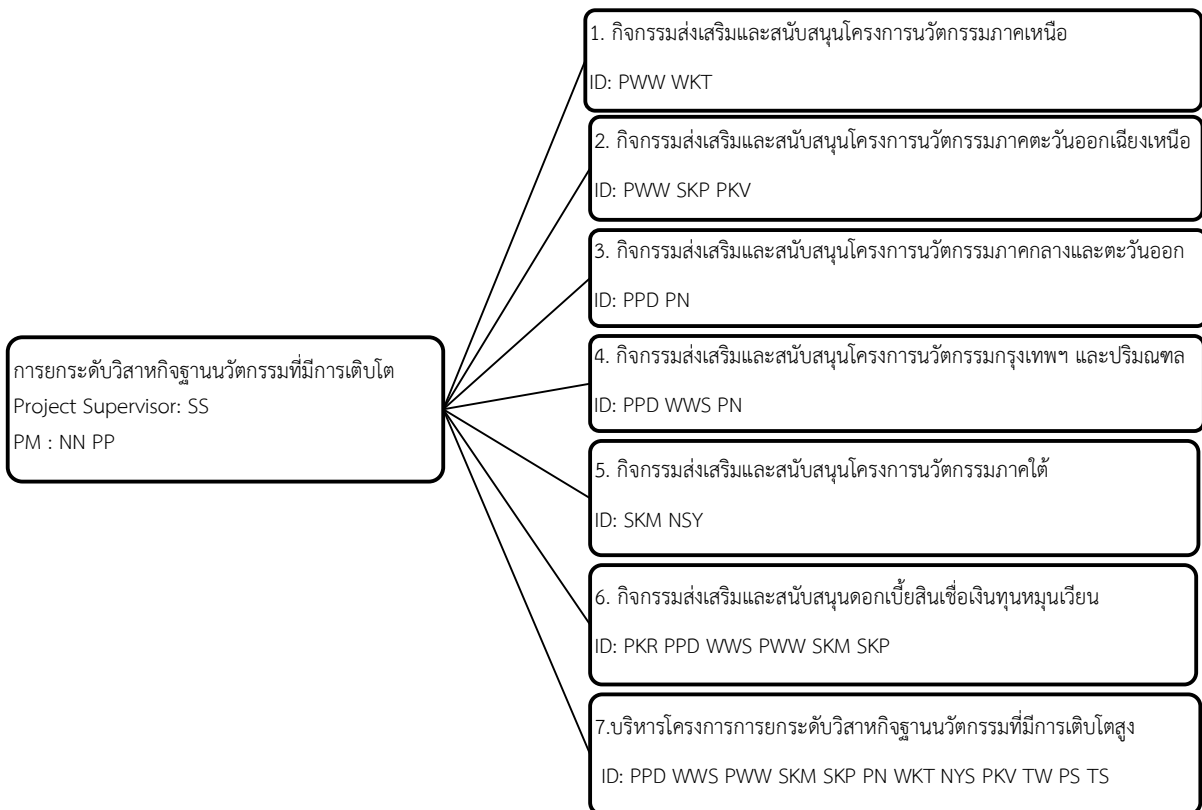 การยกระดับวิสาหกิจฐานนวัตกรรมที่มีการเติบโต
Project Supervisor: SS
PM : NN PP
1. กิจกรรมส่งเสริมและสนับสนุนโครงการนวัตกรรมภาคเหนือ
ID: PWW WKT
2. กิจกรรมส่งเสริมและสนับสนุนโครงการนวัตกรรมภาคตะวันออกเฉียงเหนือ
ID: PWW SKP PKV
3. กิจกรรมส่งเสริมและสนับสนุนโครงการนวัตกรรมภาคกลางและตะวันออก
ID: PPD PN
4. กิจกรรมส่งเสริมและสนับสนุนโครงการนวัตกรรมกรุงเทพฯ และปริมณฑล
ID: PPD WWS PN
5. กิจกรรมส่งเสริมและสนับสนุนโครงการนวัตกรรมภาคใต้
ID: SKM NSY
6. กิจกรรมส่งเสริมและสนับสนุนดอกเบี้ยสินเชื่อเงินทุนหมุนเวียน
ID: PKR PPD WWS PWW SKM SKP
7.บริหารโครงการการยกระดับวิสาหกิจฐานนวัตกรรมที่มีการเติบโตสูง
ID: PPD WWS PWW SKM SKP PN WKT NYS PKV TW PS TS